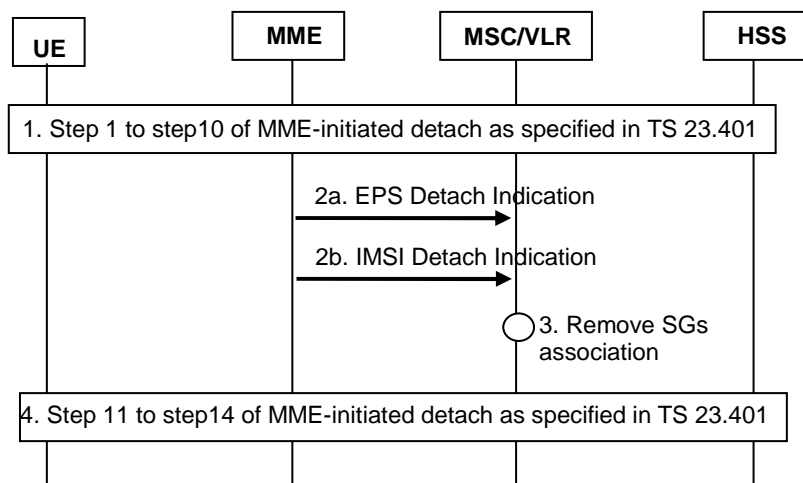 UE
MME
MSC/VLR
HSS
1. Step 1 to step10 of MME-initiated detach as specified in TS 23.401
2a. EPS Detach Indication
2b. IMSI Detach Indication
3. Remove SGs
association
4. Step 11 to step14 of MME-initiated detach as specified in TS 23.401